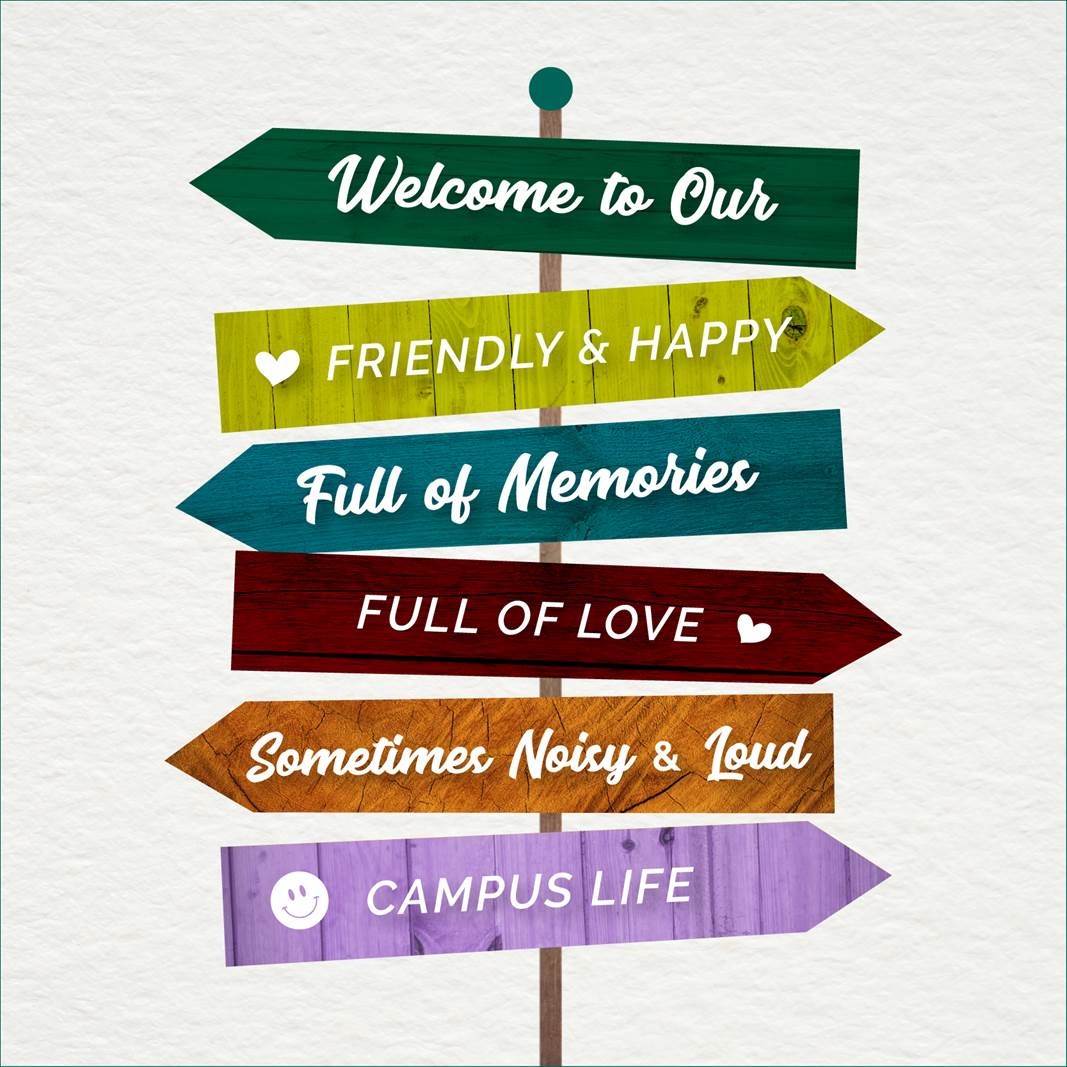 Welcome to Our
FRIENDLY & HAPPY
Full of Memories
FULL OF LOVE
Sometimes Noisy & Loud
CAMPUS LIFE